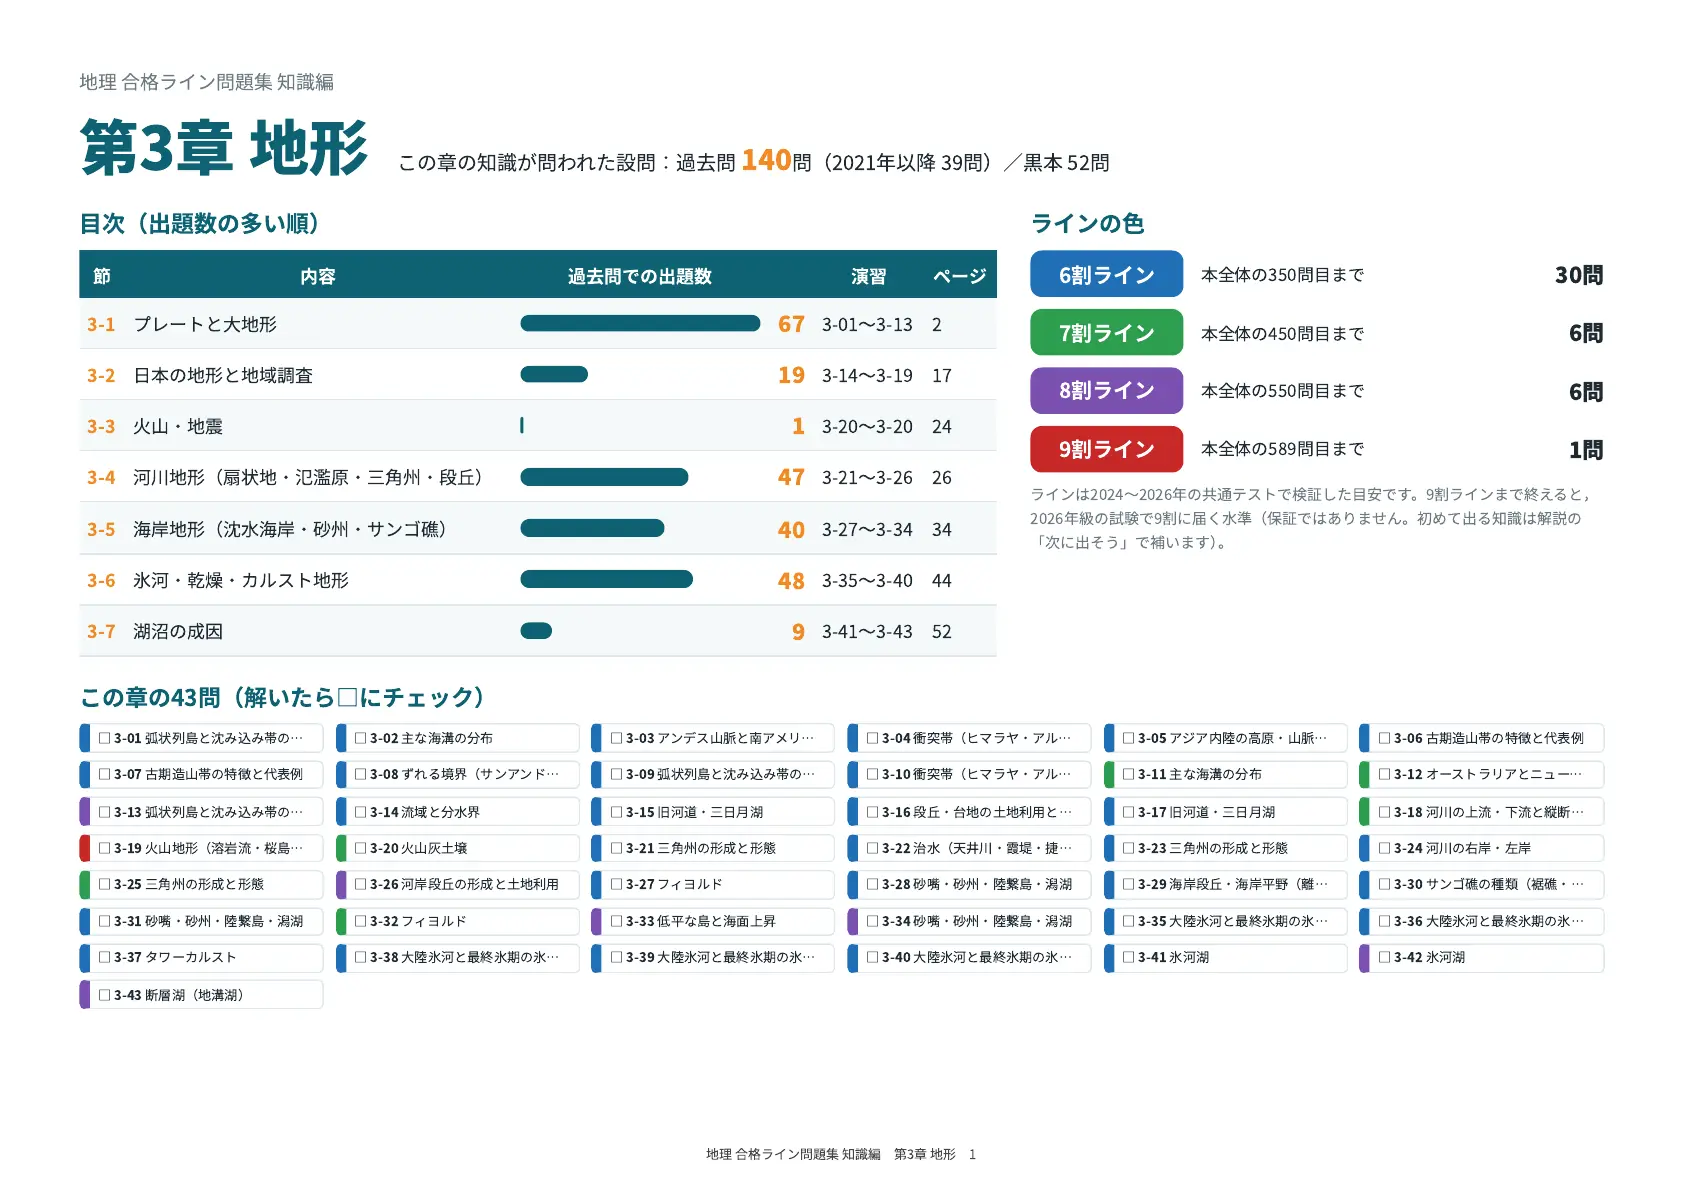 地理 合格ライン問題集 知識編
第3章 地形
この章の知識が問われた設問：過去問 140問（2021年以降 39問）／黒本 52問
目次（出題数の多い順）
節 内容 過去問での出題数 演習 ページ
3-1 プレートと大地形 67 3-01〜3-13 2
3-2 日本の地形と地域調査 19 3-14〜3-19 17
3-3 火山・地震 1 3-20〜3-20 24
3-4 河川地形（扇状地・氾濫原・三角州・段丘） 47 3-21〜3-26 26
3-5 海岸地形（沈水海岸・砂州・サンゴ礁） 40 3-27〜3-34 34
3-6 氷河・乾燥・カルスト地形 48 3-35〜3-40 44
3-7 湖沼の成因 9 3-41〜3-43 52
ラインの色
6割ライン 本全体の350問目まで 30問
7割ライン 本全体の450問目まで 6問
8割ライン 本全体の550問目まで 6問
9割ライン 本全体の589問目まで 1問
ラインは2024〜2026年の共通テストで検証した目安です。9割ラインまで終えると，
2026年級の試験で9割に届く水準（保証ではありません。初めて出る知識は解説の
「次に出そう」で補います）。
この章の43問（解いたら□にチェック）
□ 3-01 弧状列島と沈み込み帯の… □ 3-02 主な海溝の分布 □ 3-03 アンデス山脈と南アメリ… □ 3-04 衝突帯（ヒマラヤ・アル… □ 3-05 アジア内陸の高原・山脈… □ 3-06 古期造山帯の特徴と代表例
□ 3-07 古期造山帯の特徴と代表例 □ 3-08 ずれる境界（サンアンド… □ 3-09 弧状列島と沈み込み帯の… □ 3-10 衝突帯（ヒマラヤ・アル… □ 3-11 主な海溝の分布 □ 3-12 オーストラリアとニュー…
□ 3-13 弧状列島と沈み込み帯の… □ 3-14 流域と分水界 □ 3-15 旧河道・三日月湖 □ 3-16 段丘・台地の土地利用と… □ 3-17 旧河道・三日月湖 □ 3-18 河川の上流・下流と縦断…
□ 3-19 火山地形（溶岩流・桜島… □ 3-20 火山灰土壌 □ 3-21 三角州の形成と形態 □ 3-22 治水（天井川・霞堤・捷… □ 3-23 三角州の形成と形態 □ 3-24 河川の右岸・左岸
□ 3-25 三角州の形成と形態 □ 3-26 河岸段丘の形成と土地利用 □ 3-27 フィヨルド □ 3-28 砂嘴・砂州・陸繋島・潟湖 □ 3-29 海岸段丘・海岸平野（離… □ 3-30 サンゴ礁の種類（裾礁・…
□ 3-31 砂嘴・砂州・陸繋島・潟湖 □ 3-32 フィヨルド □ 3-33 低平な島と海面上昇 □ 3-34 砂嘴・砂州・陸繋島・潟湖 □ 3-35 大陸氷河と最終氷期の氷… □ 3-36 大陸氷河と最終氷期の氷…
□ 3-37 タワーカルスト □ 3-38 大陸氷河と最終氷期の氷… □ 3-39 大陸氷河と最終氷期の氷… □ 3-40 大陸氷河と最終氷期の氷… □ 3-41 氷河湖 □ 3-42 氷河湖
□ 3-43 断層湖（地溝湖）
地理 合格ライン問題集 知識編 第3章 地形 1